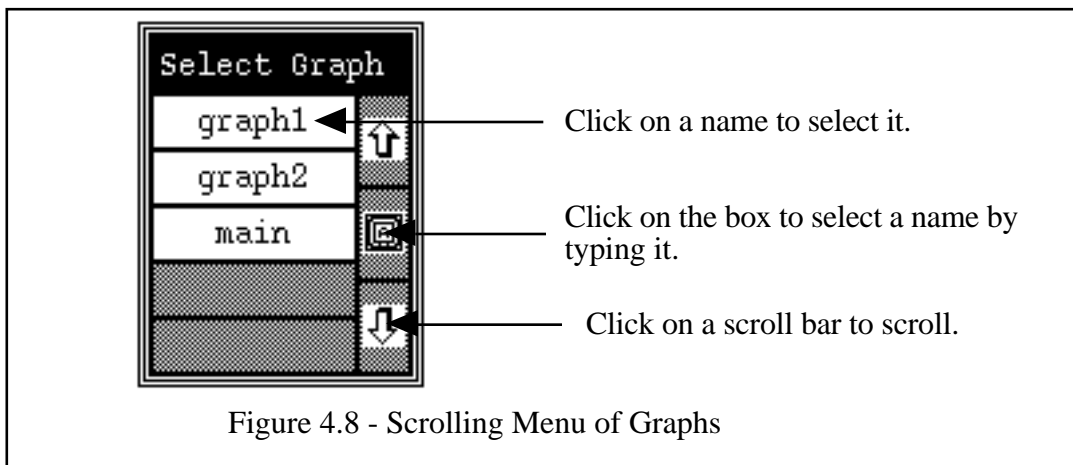 Select Graph
graph1
Click on a name to select it.
graph2
main
Click on the box to select a name by
typing it.
Click on a scroll bar to scroll.
Figure 4.8 - Scrolling Menu of Graphs